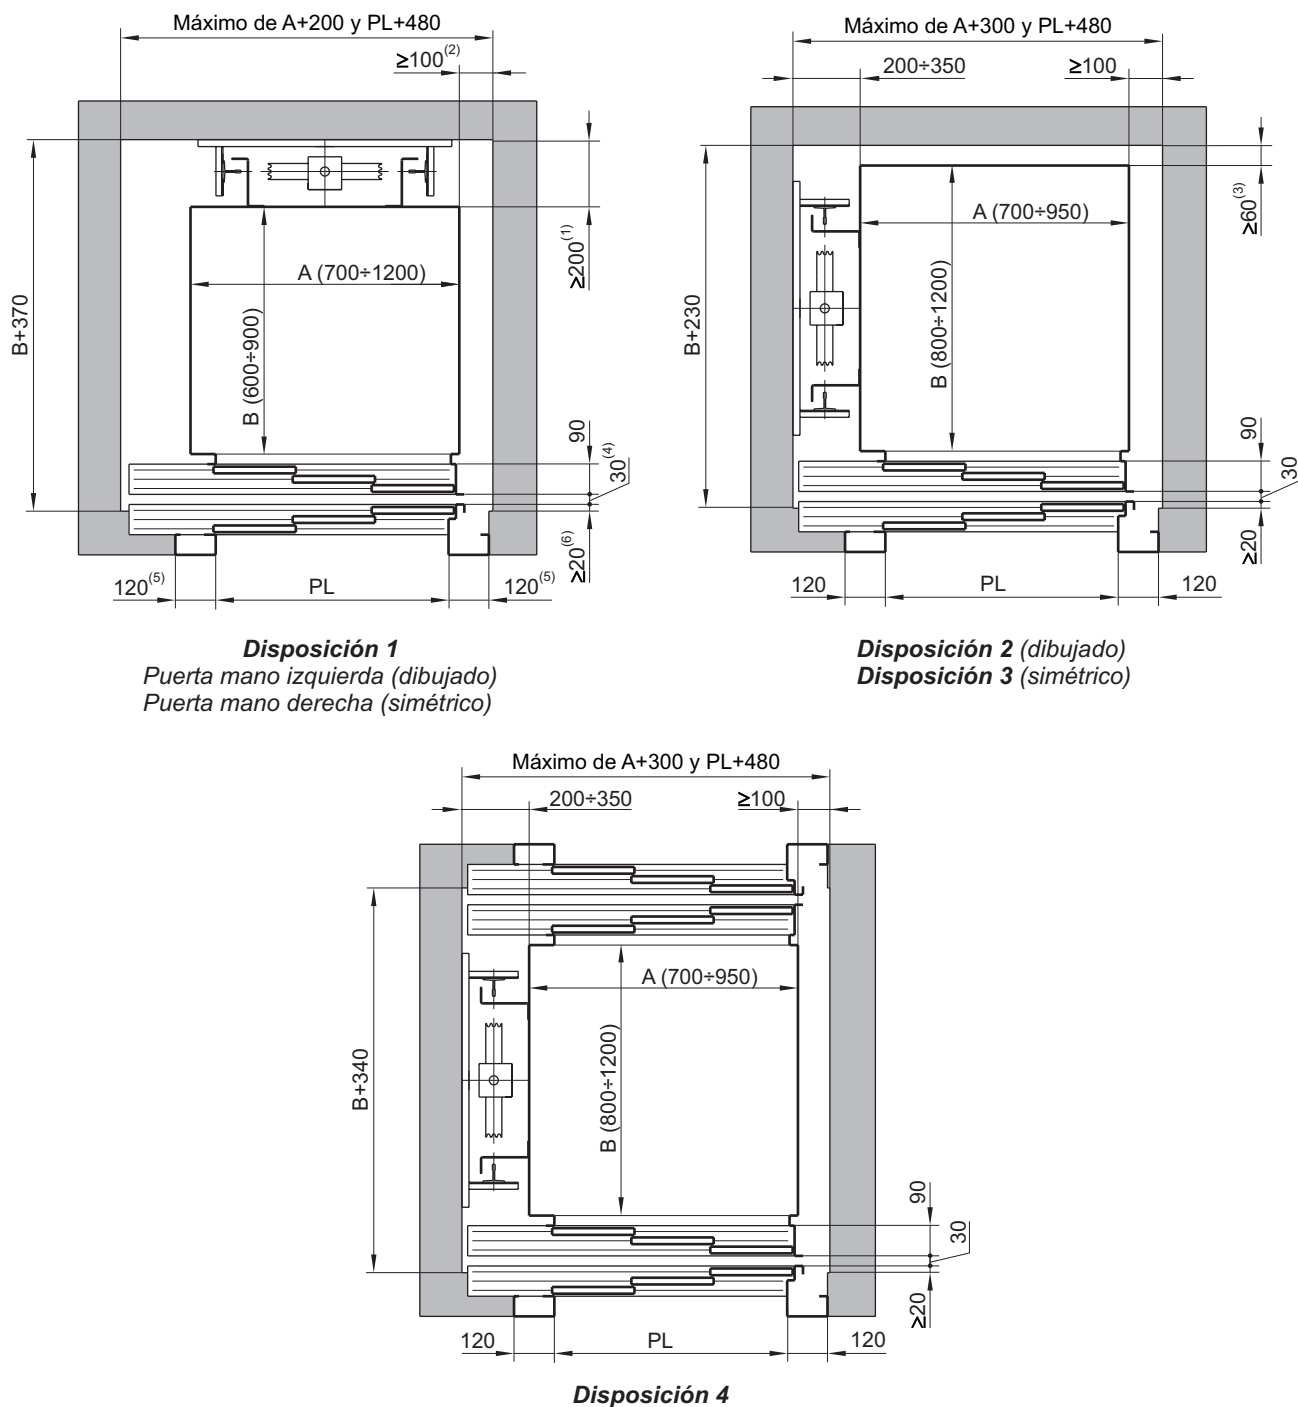 Máximo de A+200 y PL+480
≥100(2)
B+370
A (700÷1200)
B (600÷900)
≥200(1)
90
30(4)
≥20(6)
120(5)
PL
120(5)
Disposición 1
Puerta mano izquierda (dibujado)
Puerta mano derecha (simétrico)
Máximo de A+300 y PL+480
200÷350
≥100
B+230
A (700÷950)
B (800÷1200)
≥60(3)
90
30
≥20
120
PL
120
Disposición 2 (dibujado)
Disposición 3 (simétrico)
Máximo de A+300 y PL+480
200÷350
≥100
B+340
A (700÷950)
B (800÷1200)
90
30
≥20
120
PL
120
Disposición 4